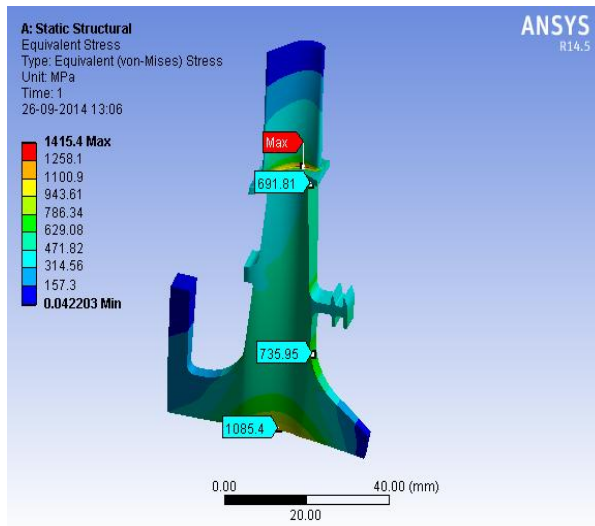 A: Static Structural
Equivalent Stress
Type: Equivalent (von-Mises) Stress
Unit: MPa
Time: 1
26-09-2014 13:06
ANSYS
R14.5
1415.4 Max
1258.1
1100.9
943.61
786.34
629.08
471.82
314.56
157.3
0.042203 Min
Max
691.81
735.95
1085.4
0.00
40.00 (mm)
20.00